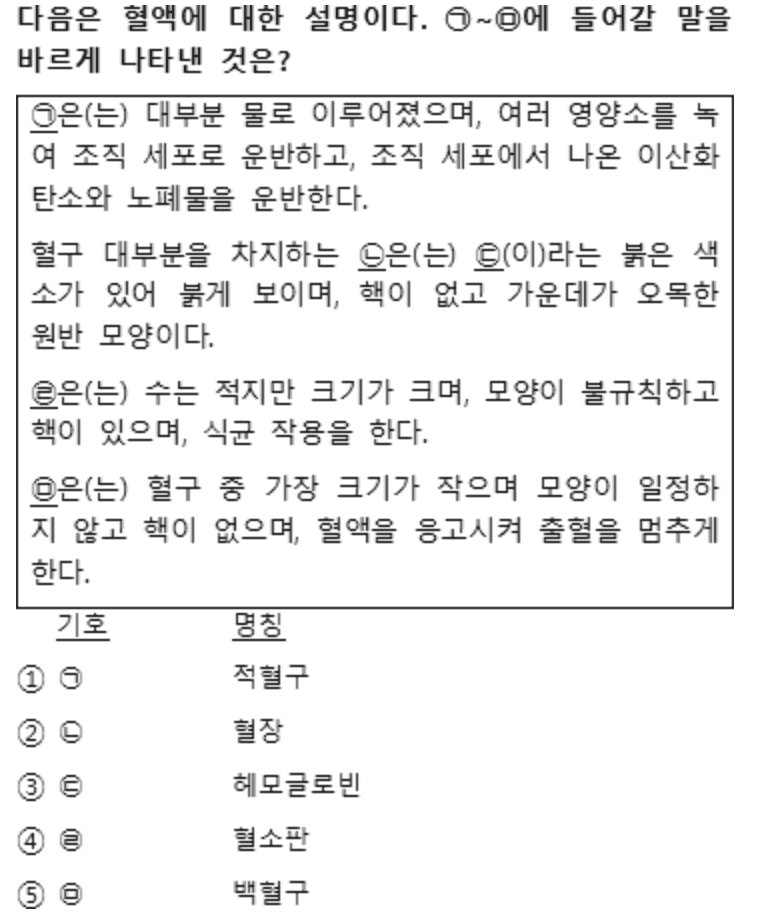 다음은 혈액에 대한 설명이다. ㉠~㉤에 들어갈 말을
바르게 나타낸 것은?
㉠은(는) 대부분 물로 이루어졌으며, 여러 영양소를 녹
여 조직 세포로 운반하고, 조직 세포에서 나온 이산화
탄소와 노폐물을 운반한다.
혈구 대부분을 차지하는 ㉡은(는) ㉢(이)라는 붉은 색
소가 있어 붉게 보이며, 핵이 없고 가운데가 오목한
원반 모양이다.
㉣은(는) 수는 적지만 크기가 크며, 모양이 불규칙하고
핵이 있으며, 식균 작용을 한다.
㉤은(는) 혈구 중 가장 크기가 작으며 모양이 일정하
지 않고 핵이 없으며, 혈액을 응고시켜 출혈을 멈추게
한다.
기호 명칭
① ㉠ 적혈구
② ㉡ 혈장
③ ㉢ 헤모글로빈
④ ㉣ 혈소판
⑤ ㉤ 백혈구